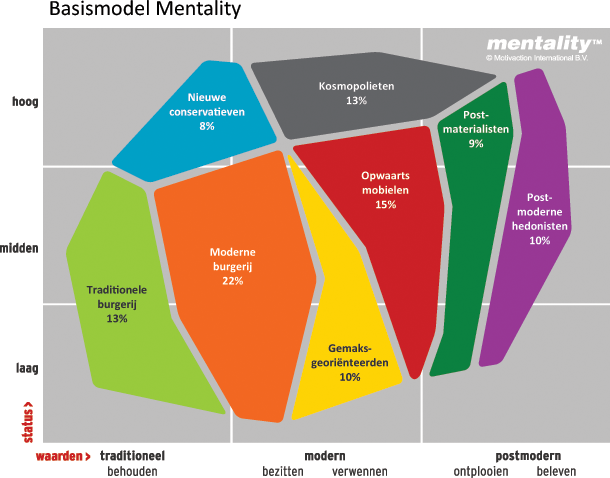 Basismodel Mentality
mentality™
© Motivaction International B.V.
hoog
midden
laag
status>
Nieuwe
conservatieven
8%
Kosmopolieten
13%
Post-
materialisten
9%
Opwaarts
mobielen
15%
Post-
moderne
hedonisten
10%
Moderne
burgerij
22%
Traditionele
burgerij
13%
Gemaks-
georiënteerden
10%
waarden> traditioneel modern postmodern
behouden bezitten verwennen ontplooien beleven